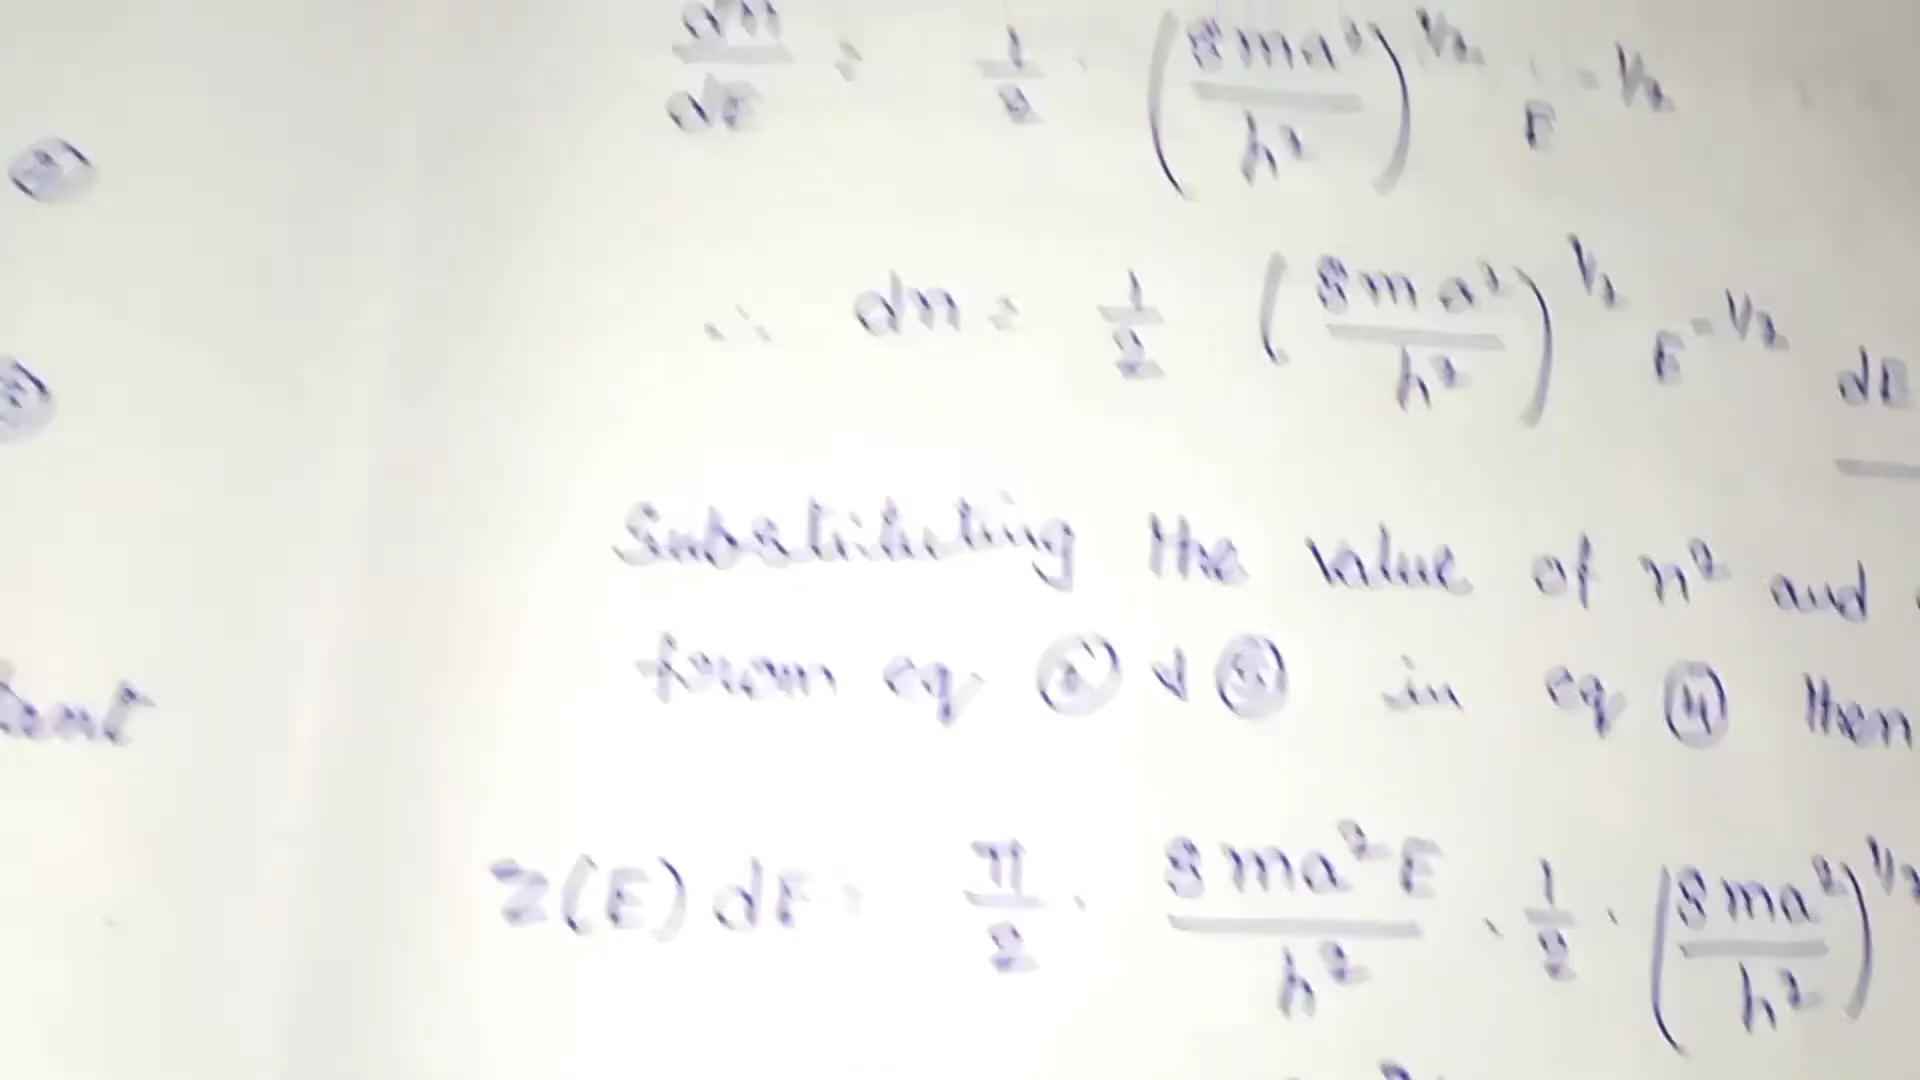 dn/dE = 1/2 · (8ma²/h²)^1/2 E^-1/2
∴ dn = 1/2 (8ma²/h²)^1/2 E^-1/2 dE
Substituting the value of n² and
from eq & in eq (4) then
Z(E) dE = π/2 · 8ma²E/h² · 1/2 · (8ma²/h²)^1/2